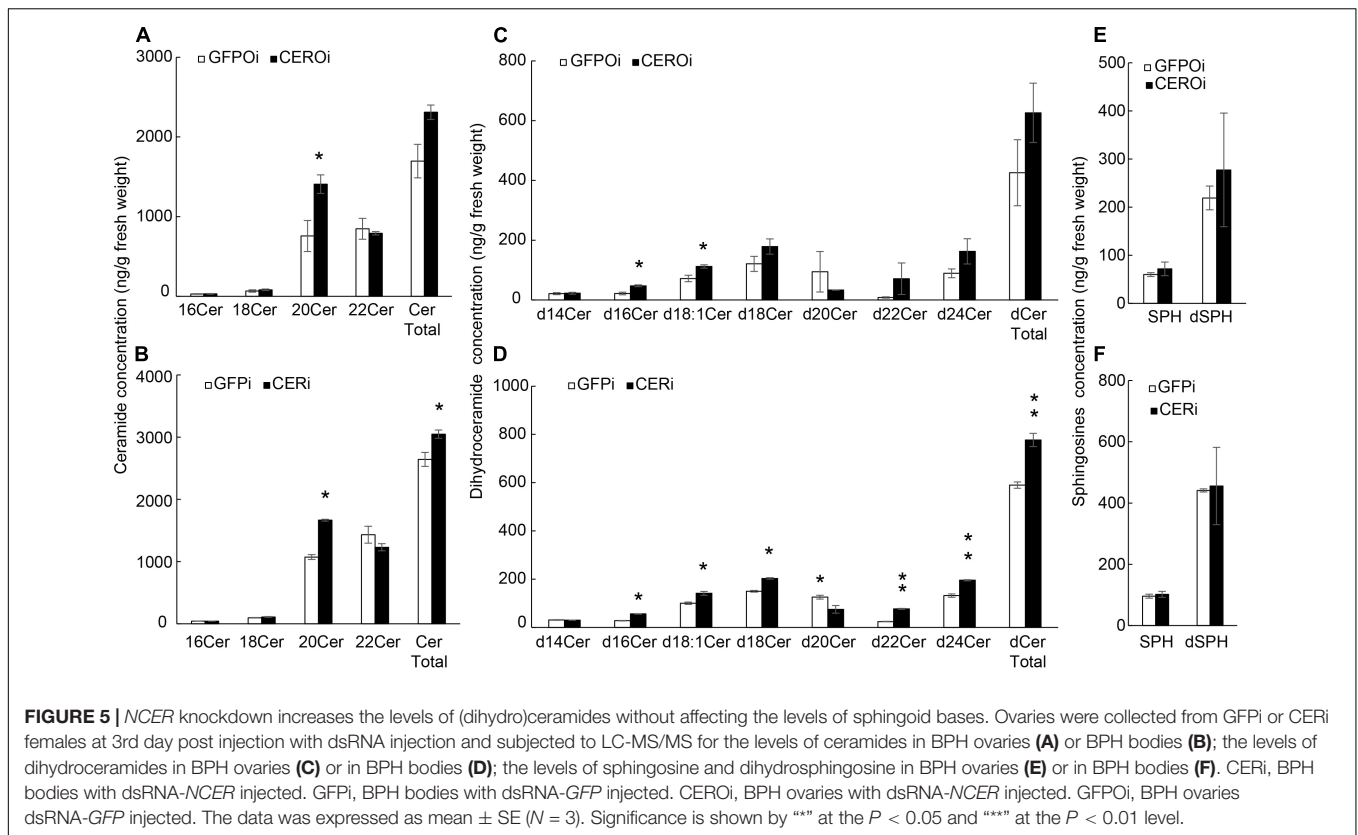 A
3000
2000
1000
0
GFPOi CEROi
*
16Cer 18Cer 20Cer 22Cer Cer
Total
B
4000
3000
2000
1000
0
GFPi CERi
*
*
16Cer 18Cer 20Cer 22Cer Cer
Total
Ceramide concentration (ng/g fresh weight)
C
800
600
400
200
0
GFPOi CEROi
*
*
d14Cer d16Cer d18:1Cer d18Cer d20Cer d22Cer d24Cer dCer
Total
D
1000
800
600
400
200
0
GFPi CERi
*
*
*
*
*
*
*
*
*
*
d14Cer d16Cer d18:1Cer d18Cer d20Cer d22Cer d24Cer dCer
Total
Dihydroceramide concentration (ng/g fresh weight)
E
500
400
300
200
100
0
GFPOi
CEROi
SPH dSPH
F
800
600
400
200
0
GFPi
CERi
SPH dSPH
Sphingosines concentration (ng/g fresh weight)
FIGURE 5 | NCER knockdown increases the levels of (dihydro)ceramides without affecting the levels of sphingoid bases. Ovaries were collected from GFPi or CERi
females at 3rd day post injection with dsRNA injection and subjected to LC-MS/MS for the levels of ceramides in BPH ovaries (A) or BPH bodies (B); the levels of
dihydroceramides in BPH ovaries (C) or in BPH bodies (D); the levels of sphingosine and dihydrosphingosine in BPH ovaries (E) or in BPH bodies (F). CERi, BPH
bodies with dsRNA-NCER injected. GFPi, BPH bodies with dsRNA-GFP injected. CEROi, BPH ovaries with dsRNA-NCER injected. GFPOi, BPH ovaries
dsRNA-GFP injected. The data was expressed as mean ± SE (N = 3). Significance is shown by “*” at the P < 0.05 and “**” at the P < 0.01 level.